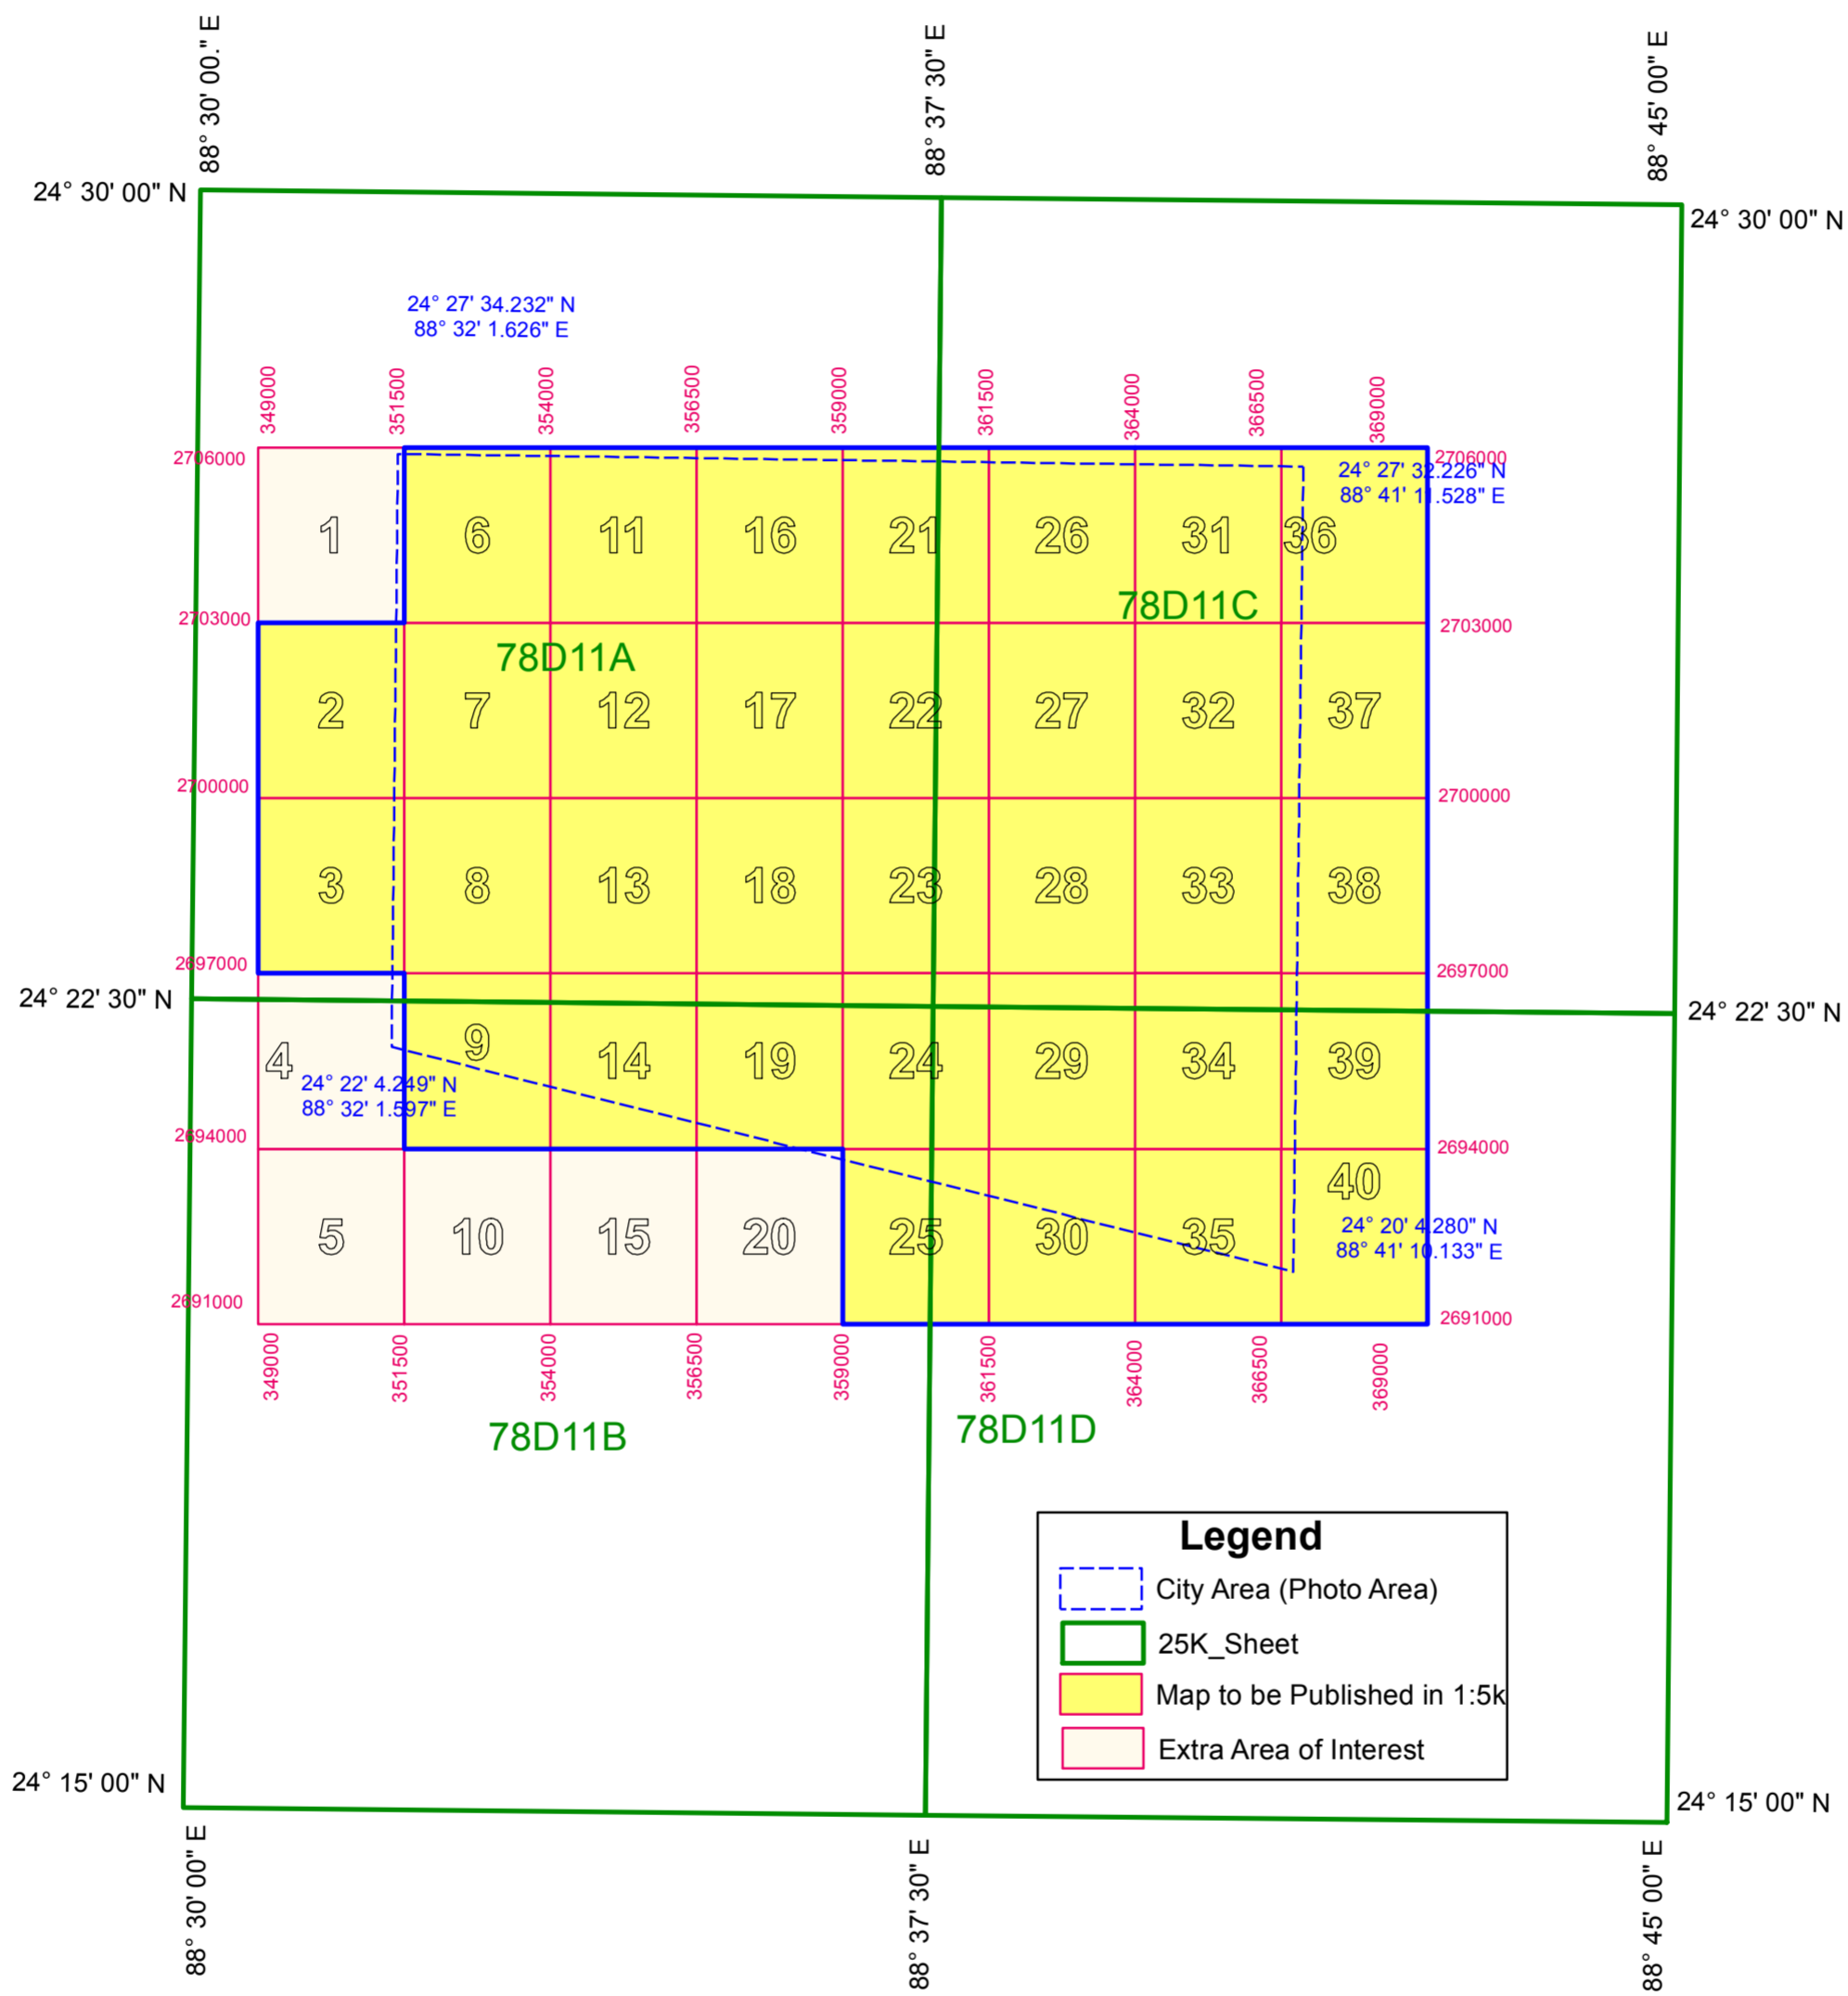 88° 30' 00." E
88° 37' 30" E
88° 45' 00" E
24° 30' 00" N
24° 30' 00" N
24° 27' 34.232" N
88° 32' 1.626" E
349000
351500
354000
356500
359000
361500
364000
366500
369000
2706000
2706000
24° 27' 32.226" N
88° 41' 11.528" E
1
6
11
16
21
26
31
36
78D11C
2703000
2703000
78D11A
2
7
12
17
22
27
32
37
2700000
2700000
3
8
13
18
23
28
33
38
2697000
2697000
24° 22' 30" N
24° 22' 30" N
4
9
14
19
24
29
34
39
24° 22' 4.249" N
88° 32' 1.597" E
2694000
2694000
40
5
10
15
20
25
30
35
24° 20' 4.280" N
88° 41' 10.133" E
2691000
2691000
349000
351500
354000
356500
359000
361500
364000
366500
369000
78D11B
78D11D
Legend
City Area (Photo Area)
25K_Sheet
Map to be Published in 1:5k
Extra Area of Interest
24° 15' 00" N
24° 15' 00" N
88° 30' 00" E
88° 37' 30" E
88° 45' 00" E